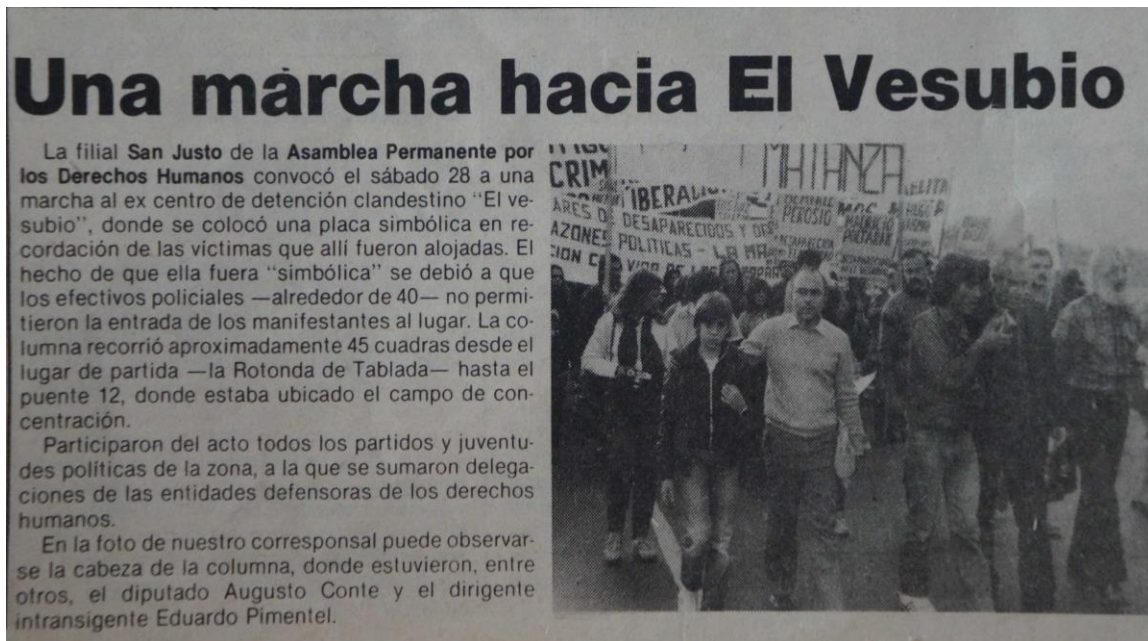 Una marcha hacia El Vesubio
La filial San Justo de la Asamblea Permanente por
los Derechos Humanos convocó el sábado 28 a una
marcha al ex centro de detención clandestino "El ve-
subio", donde se colocó una placa simbólica en re-
cordación de las víctimas que allí fueron alojadas. El
hecho de que ella fuera "simbólica" se debió a que
los efectivos policiales —alrededor de 40— no permi-
tieron la entrada de los manifestantes al lugar. La co-
lumna recorrió aproximadamente 45 cuadras desde el
lugar de partida —la Rotonda de Tablada— hasta el
puente 12, donde estaba ubicado el campo de con-
centración.
Participaron del acto todos los partidos y juventu-
des políticas de la zona, a la que se sumaron delega-
ciones de las entidades defensoras de los derechos
humanos.
En la foto de nuestro corresponsal puede observar-
se la cabeza de la columna, donde estuvieron, entre
otros, el diputado Augusto Conte y el dirigente
intransigente Eduardo Pimentel.
MATANZA
CRIM
LIBERACI
ARES D
DESAPARECIDOS Y DE
AZONE
POLITICAS - LA MA
CION
PEROSIO